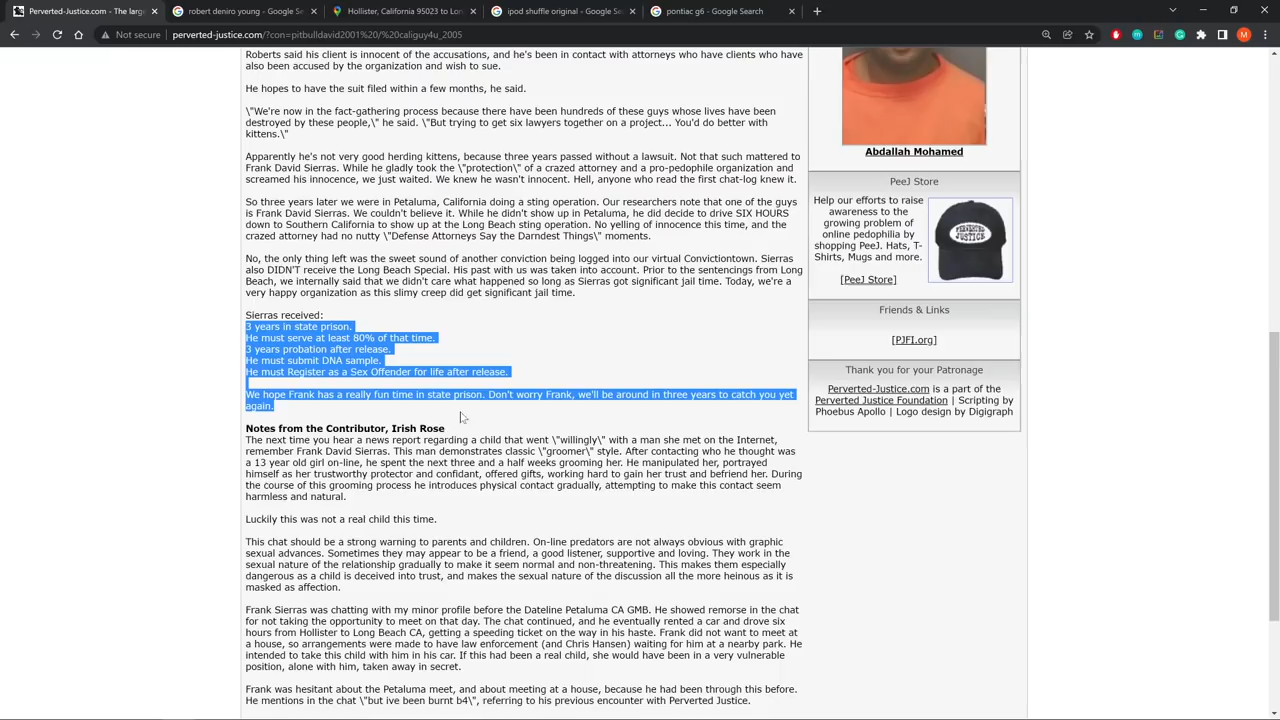 Perverted-Justice.com - The larg
robert deniro young - Google Se
Hollister, California 95023 to Lon
ipod shuffle original - Google Se
pontiac g6 - Google Search
Not secure
perverted-justice.com/?con=pitbulldavid2001%20/%20caliguy4u_2005
Roberts said his client is innocent of the accusations, and he's been in contact with attorneys who have clients who have
also been accused by the organization and wish to sue.
He hopes to have the suit filed within a few months, he said.
\"We're now in the fact-gathering process because there have been hundreds of these guys whose lives have been
destroyed by these people,\" he said. \"But trying to get six lawyers together on a project... You'd do better with
kittens.\"
Apparently he's not very good herding kittens, because three years passed without a lawsuit. Not that such mattered to
Frank David Sierras. While he gladly took the \"protection\" of a crazed attorney and a pro-pedophile organization and
screamed his innocence, we just waited. We knew he wasn't innocent. Hell, anyone who read the first chat-log knew it.
So three years later we were in Petaluma, California doing a sting operation. Our researchers note that one of the guys
is Frank David Sierras. We couldn't believe it. While he didn't show up in Petaluma, he did decide to drive SIX HOURS
down to Southern California to show up at the Long Beach sting operation. No yelling of innocence this time, and the
crazed attorney had no nutty \"Defense Attorneys Say the Darndest Things\" moments.
No, the only thing left was the sweet sound of another conviction being logged into our virtual Convictiontown. Sierras
also DIDN'T receive the Long Beach Special. His past with us was taken into account. Prior to the sentencings from Long
Beach, we internally said that we didn't care what happened so long as Sierras got significant jail time. Today, we're a
very happy organization as this slimy creep did get significant jail time.
Sierras received:
3 years in state prison.
He must serve at least 80% of that time.
3 years probation after release.
He must submit DNA sample.
He must Register as a Sex Offender for life after release.
We hope Frank has a really fun time in state prison. Don't worry Frank, we'll be around in three years to catch you yet
again.
Notes from the Contributor, Irish Rose
The next time you hear a news report regarding a child that went \"willingly\" with a man she met on the Internet,
remember Frank David Sierras. This man demonstrates classic \"groomer\" style. After contacting who he thought was
a 13 year old girl on-line, he spent the next three and a half weeks grooming her. He manipulated her, portrayed
himself as her trustworthy protector and confidant, offered gifts, working hard to gain her trust and befriend her. During
the course of this grooming process he introduces physical contact gradually, attempting to make this contact seem
harmless and natural.
Luckily this was not a real child this time.
This chat should be a strong warning to parents and children. On-line predators are not always obvious with graphic
sexual advances. Sometimes they may appear to be a friend, a good listener, supportive and loving. They work in the
sexual nature of the relationship gradually to make it seem normal and non-threatening. This makes them especially
dangerous as a child is deceived into trust, and makes the sexual nature of the discussion all the more heinous as it is
masked as affection.
Frank Sierras was chatting with my minor profile before the Dateline Petaluma CA GMB. He showed remorse in the chat
for not taking the opportunity to meet on that day. The chat continued, and he eventually rented a car and drove six
hours from Hollister to Long Beach CA, getting a speeding ticket on the way in his haste. Frank did not want to meet at
a house, so arrangements were made to have law enforcement (and Chris Hansen) waiting for him at a nearby park. He
intended to take this child with him in his car. If this had been a real child, she would have been in a very vulnerable
position, alone with him, taken away in secret.
Frank was hesitant about the Petaluma meet, and about meeting at a house, because he had been through this before.
He mentions in the chat \"but ive been burnt b4\", referring to his previous encounter with Perverted Justice.
Abdallah Mohamed
PeeJ Store
Help our efforts to raise
awareness to the
growing problem of
online pedophilia by
shopping PeeJ. Hats, T-
Shirts, Mugs and more.
[PeeJ Store]
Friends & Links
[PJFI.org]
Thank you for your Patronage
Perverted-Justice.com is a part of the
Perverted Justice Foundation | Scripting by
Phoebus Apollo | Logo design by Digigraph